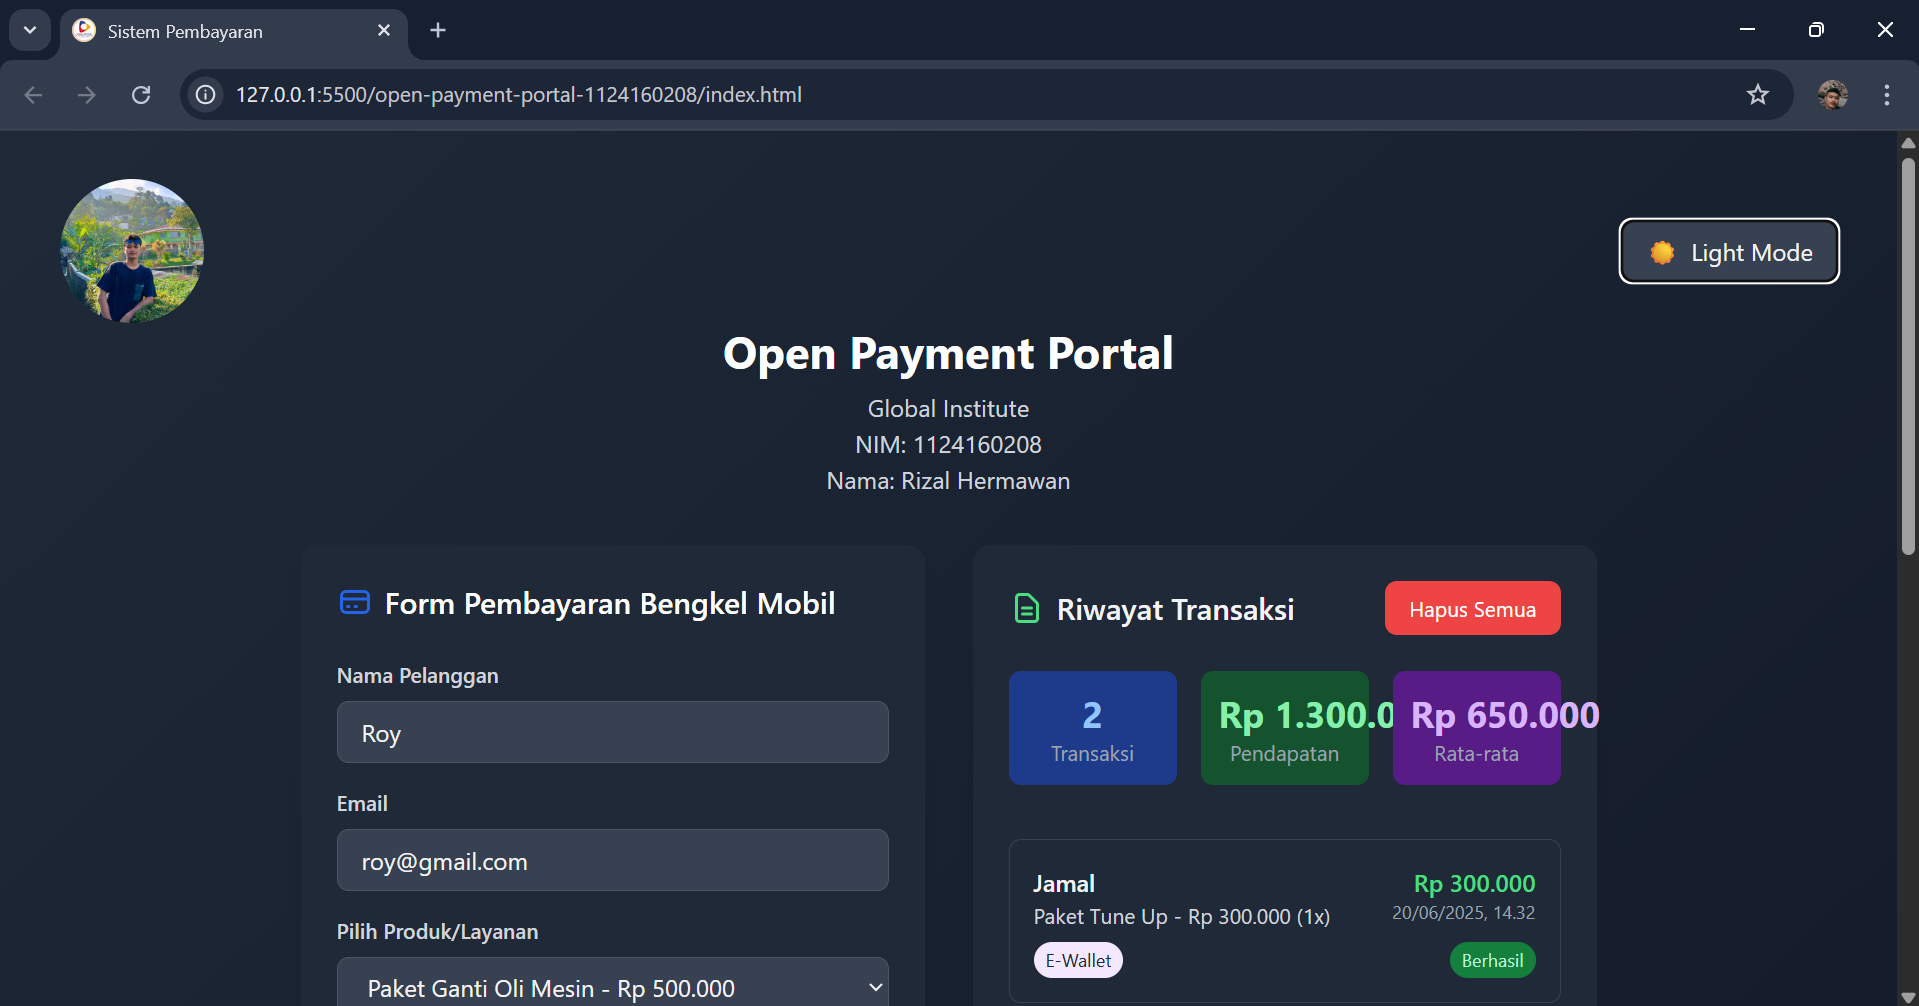 Sistem Pembayaran
127.0.0.1:5500/open-payment-portal-1124160208/index.html
Light Mode
Open Payment Portal
Global Institute
NIM: 1124160208
Nama: Rizal Hermawan
Form Pembayaran Bengkel Mobil
Nama Pelanggan
Roy
Email
roy@gmail.com
Pilih Produk/Layanan
Paket Ganti Oli Mesin - Rp 500.000
Riwayat Transaksi
Hapus Semua
2
Transaksi
Rp 1.300.0
Pendapatan
Rp 650.000
Rata-rata
Jamal
Rp 300.000
Paket Tune Up - Rp 300.000 (1x)
20/06/2025, 14.32
E-Wallet
Berhasil